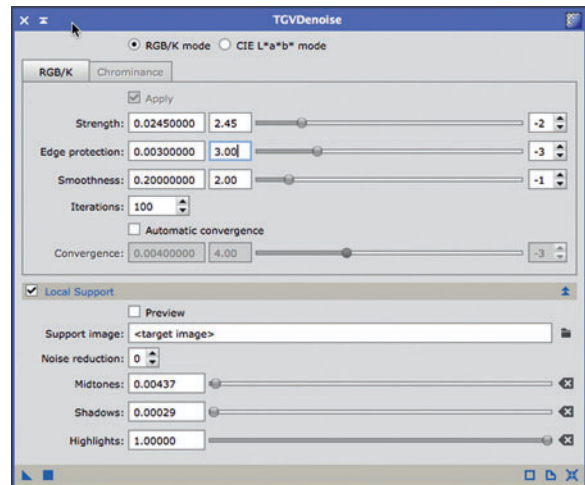 TGVDenoise
RGB/K mode CIE L*a*b* mode
RGB/K Chrominance
Apply
Strength: 0.02450000 2.45 -2
Edge protection: 0.00300000 3.00 -3
Smoothness: 0.20000000 2.00 -1
Iterations: 100
Automatic convergence
Convergence: 0.00400000 4.00 -3
Local Support
Preview
Support image: <target image>
Noise reduction: 0
Midtones: 0.00437
Shadows: 0.00029
Highlights: 1.00000